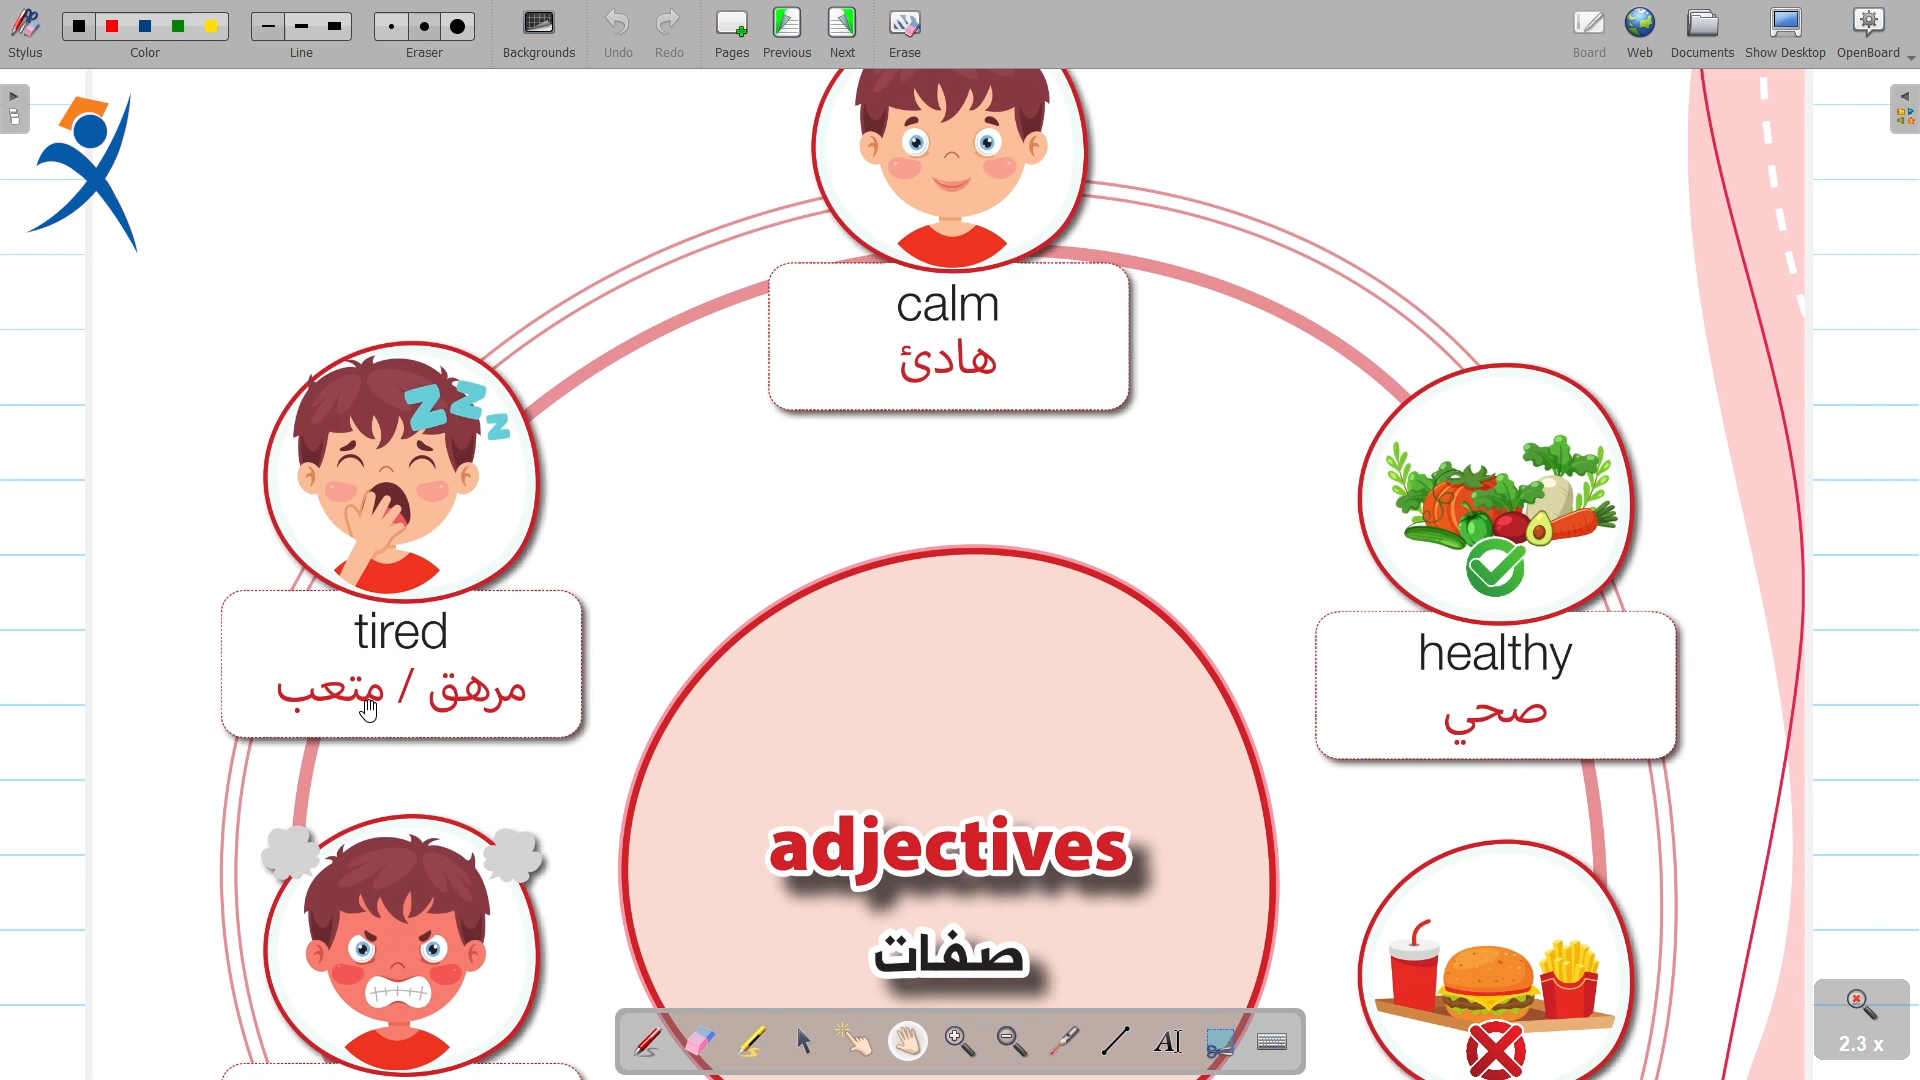 Stylus
Color
Line
Eraser
Backgrounds
Undo
Redo
Pages
Previous
Next
Erase
Board
Web
Documents
Show Desktop
OpenBoard
calm
هادئ
z z z
tired
مرهق / متعب
healthy
صحي
adjectives
صفات
2.3 x